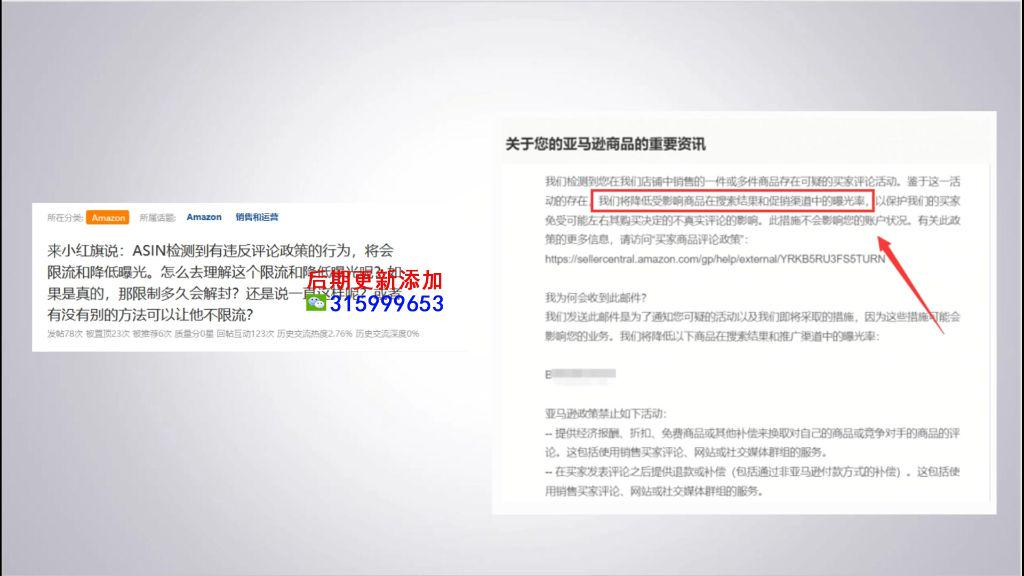 所在分类: Amazon 所属话题: Amazon 销售和运营
来小红旗说：ASIN检测到有违反评论政策的行为，将会
限流和降低曝光。怎么去理解这个限流和降低曝光呢？如
果是真的，那限制多久会解封？还是说一直这样呢？或者
有没有别的方法可以让他不限流？
发帖78次 被置顶23次 被推荐6次 质量分0星 回帖互动123次 历史交流热度2.76% 历史交流深度0%
后期更新添加
315999653
关于您的亚马逊商品的重要资讯
我们检测到您在我们店铺中销售的一件或多件商品存在可疑的买家评论活动。鉴于这一活
动的存在，我们将降低受影响商品在搜索结果和促销渠道中的曝光率，以保护我们的买家
免受可能左右其购买决定的不真实评论的影响。此措施不会影响您的账户状况。有关此政
策的更多信息，请访问“买家商品评论政策”：
https://sellercentral.amazon.com/gp/help/external/YRKB5RU3FS5TURN
我为何会收到此邮件？
我们发送此邮件是为了通知您可疑的活动以及我们即将采取的措施，因为这些措施可能会
影响您的业务。我们将降低以下商品在搜索结果和推广渠道中的曝光率：
B
亚马逊政策禁止如下活动：
-- 提供经济报酬、折扣、免费商品或其他补偿来换取对自己的商品或竞争对手的商品的评
论。这包括使用销售买家评论、网站或社交媒体群组的服务。
-- 在买家发表评论之后提供退款或补偿（包括通过非亚马逊付款方式的补偿）。这包括使
用销售买家评论、网站或社交媒体群组的服务。